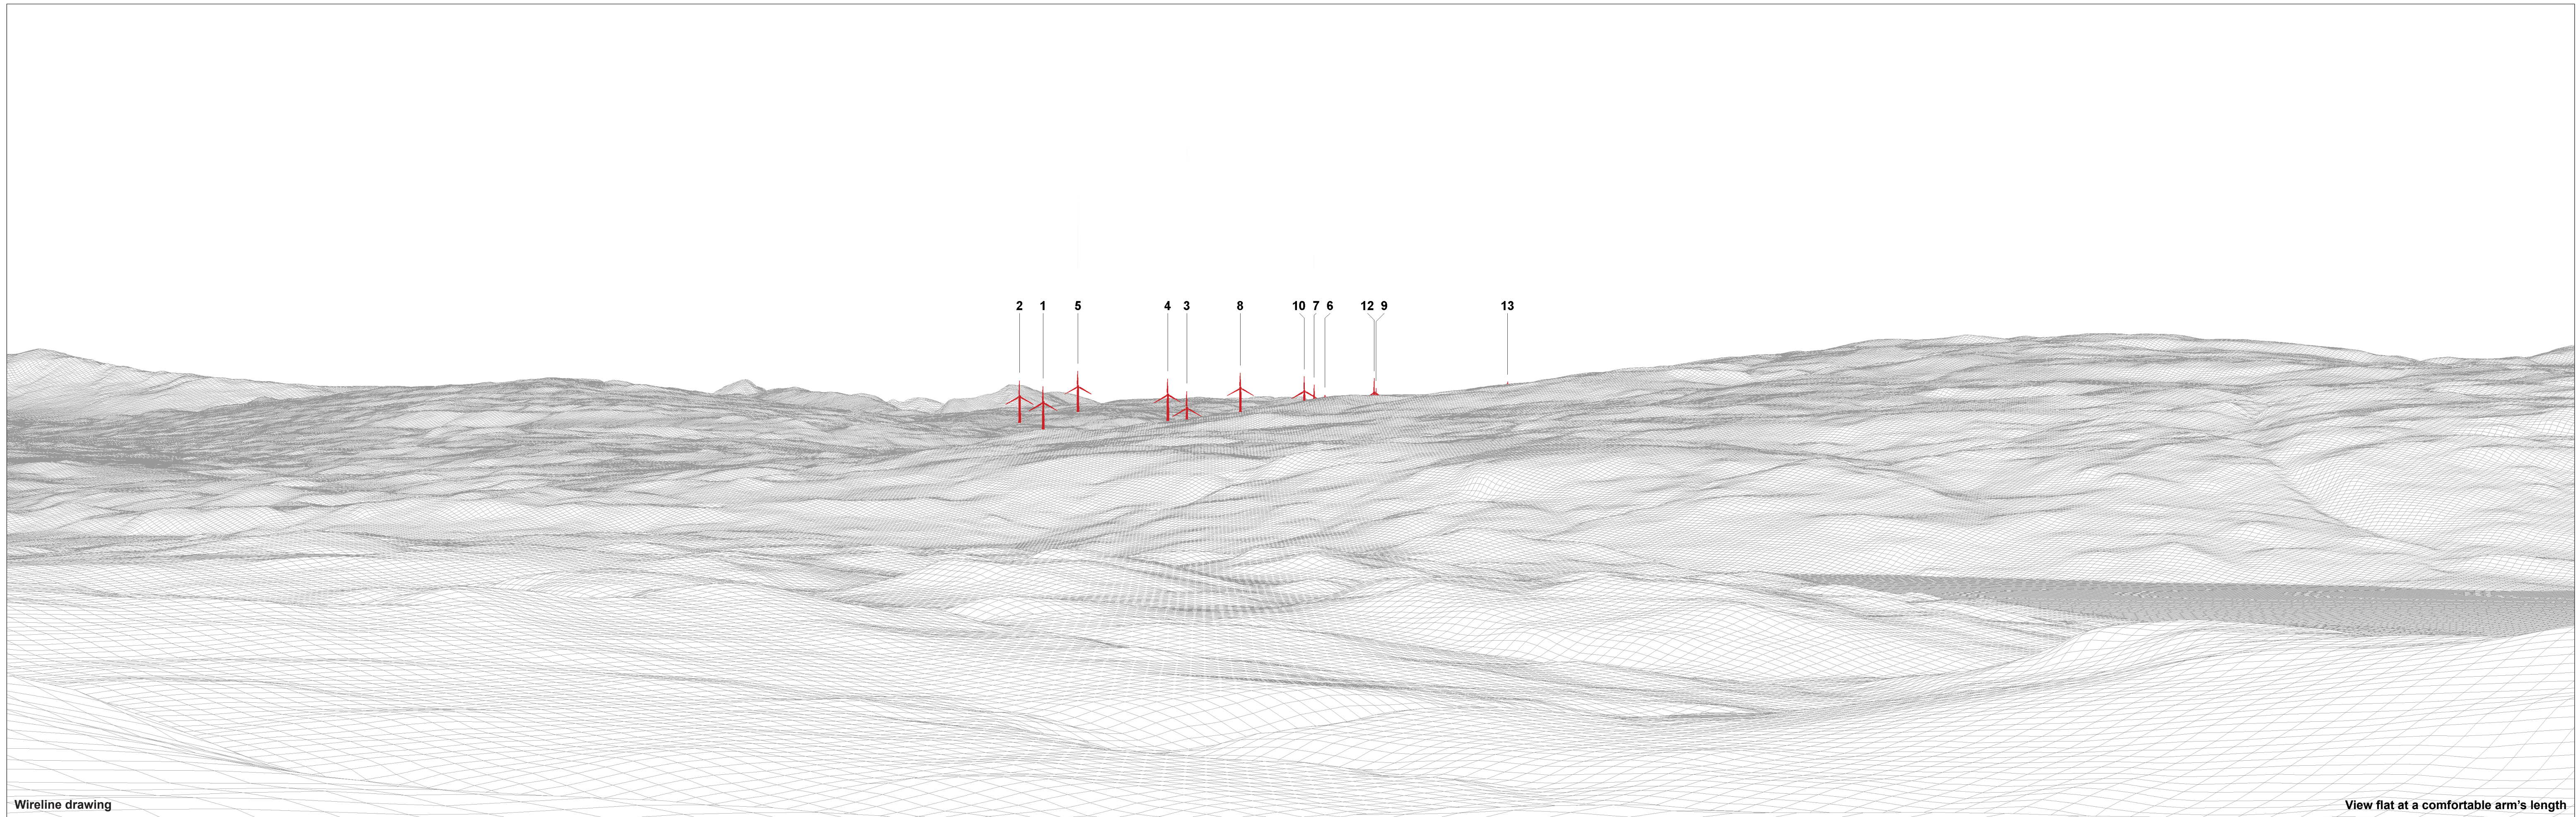 2 1 5 4 3 8 10 7 6 12 9 13
Wireline drawing
View flat at a comfortable arm's length